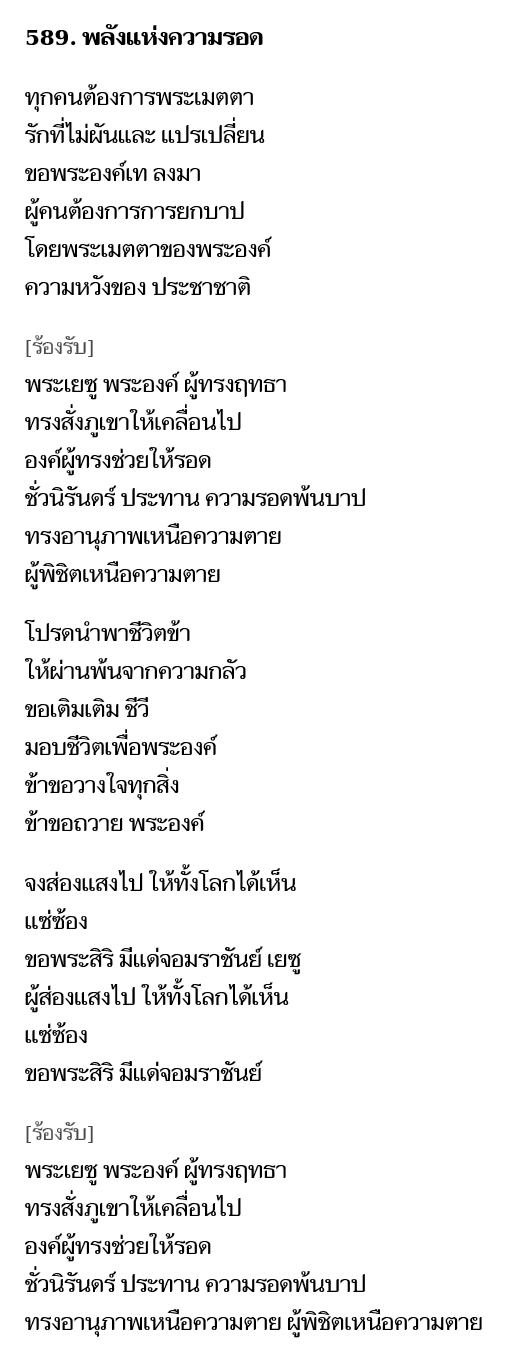 589. พลังแห่งความรอด
ทุกคนต้องการพระเมตตา
รักที่ไม่ผันและ แปรเปลี่ยน
ขอพระองค์เท ลงมา
ผู้คนต้องการการยกบาป
โดยพระเมตตาของพระองค์
ความหวังของ ประชาชาติ
[ร้องรับ]
พระเยซู พระองค์ ผู้ทรงฤทธา
ทรงสั่งภูเขาให้เคลื่อนไป
องค์ผู้ทรงช่วยให้รอด
ชั่วนิรันดร์ ประทาน ความรอดพ้นบาป
ทรงอานุภาพเหนือความตาย
ผู้พิชิตเหนือความตาย
โปรดนำพาชีวิตข้า
ให้ผ่านพ้นจากความกลัว
ขอเติมเติม ชีวี
มอบชีวิตเพื่อพระองค์
ข้าขอวางใจทุกสิ่ง
ข้าขอถวาย พระองค์
จงส่องแสงไป ให้ทั้งโลกได้เห็น
แซ่ซ้อง
ขอพระสิริ มีแด่จอมราชันย์ เยซู
ผู้ส่องแสงไป ให้ทั้งโลกได้เห็น
แซ่ซ้อง
ขอพระสิริ มีแด่จอมราชันย์
[ร้องรับ]
พระเยซู พระองค์ ผู้ทรงฤทธา
ทรงสั่งภูเขาให้เคลื่อนไป
องค์ผู้ทรงช่วยให้รอด
ชั่วนิรันดร์ ประทาน ความรอดพ้นบาป
ทรงอานุภาพเหนือความตาย ผู้พิชิตเหนือความตาย